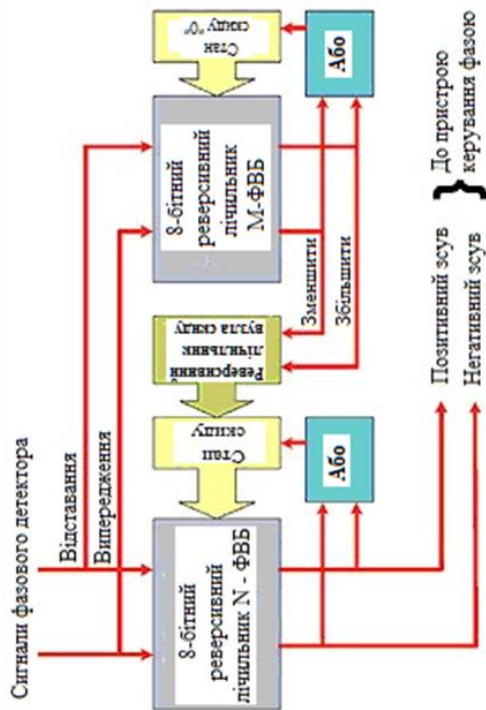 Сигнали фазового детектора
Відставання
Випередження
8-бітний
реверсивний
лічильник N - ФВБ
Стан
скиду
Або
Реверсивний
лічильник
вузла скиду
8-бітний
реверсивний
лічильник
М-ФВБ
Стан
скиду "0"
Або
Зменшити
Збільшити
Позитивний зсув
Негативний зсув
До пристрою
керування фазою